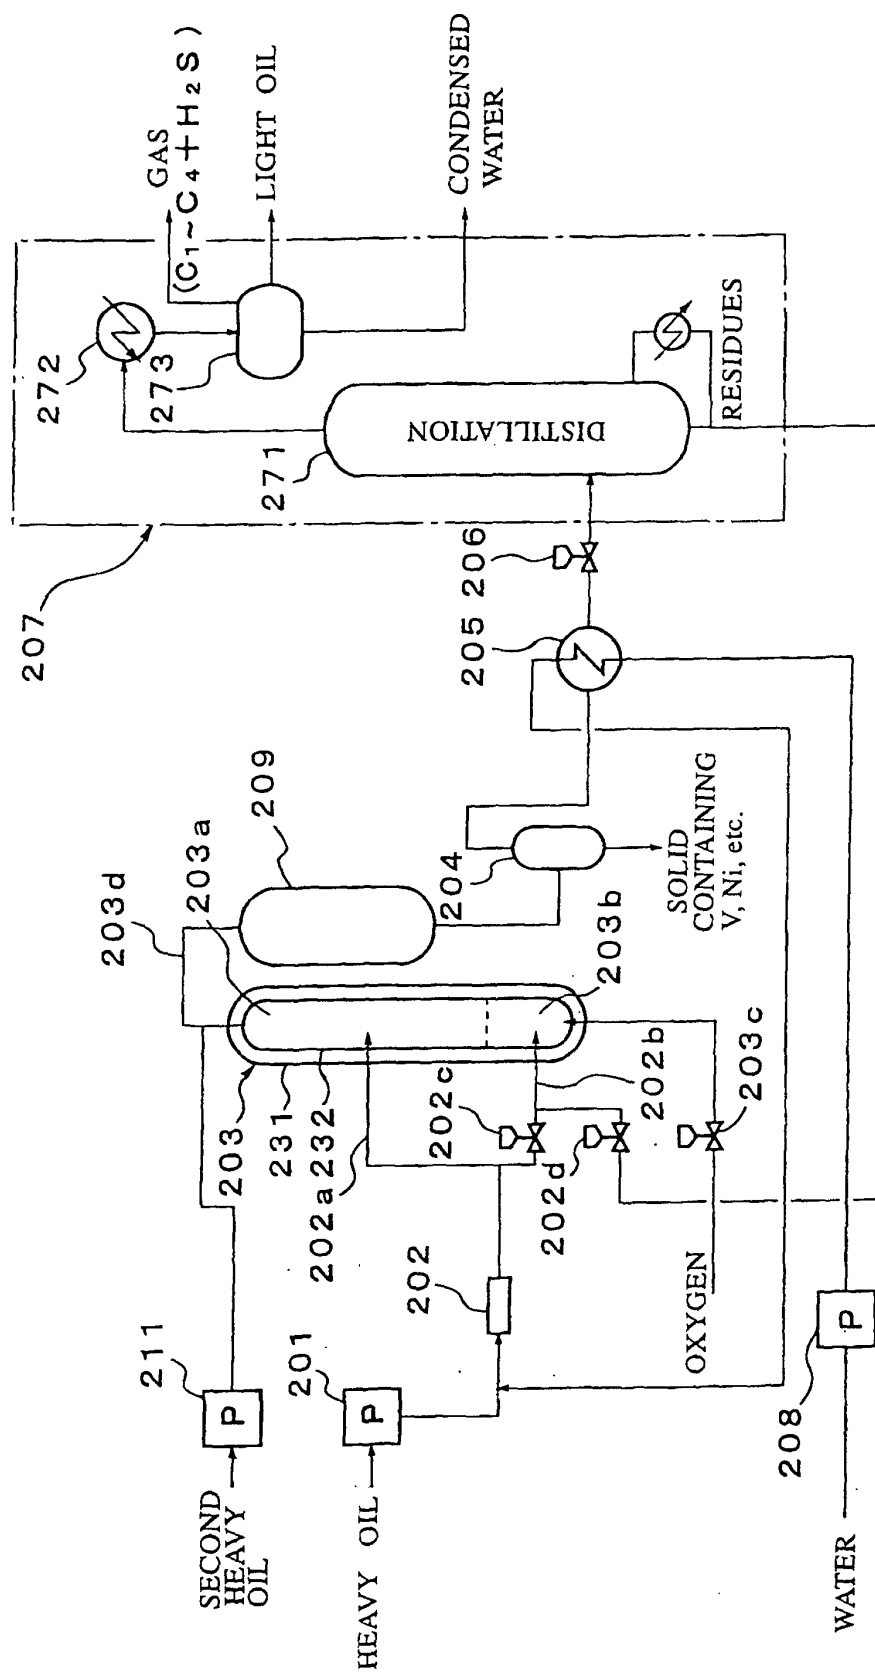 GAS
(C₁~C₄+H₂S)
LIGHT OIL
CONDENSED
WATER
272
273
271
DISTILLATION
RESIDUES
207
206
205
203d
203a
209
204
203b
SOLID
CONTAINING
V, Ni, etc.
203
231
232
202a
202c
202b
202d
203c
202
OXYGEN
211
P
201
P
208
P
SECOND
HEAVY
OIL
HEAVY OIL
WATER